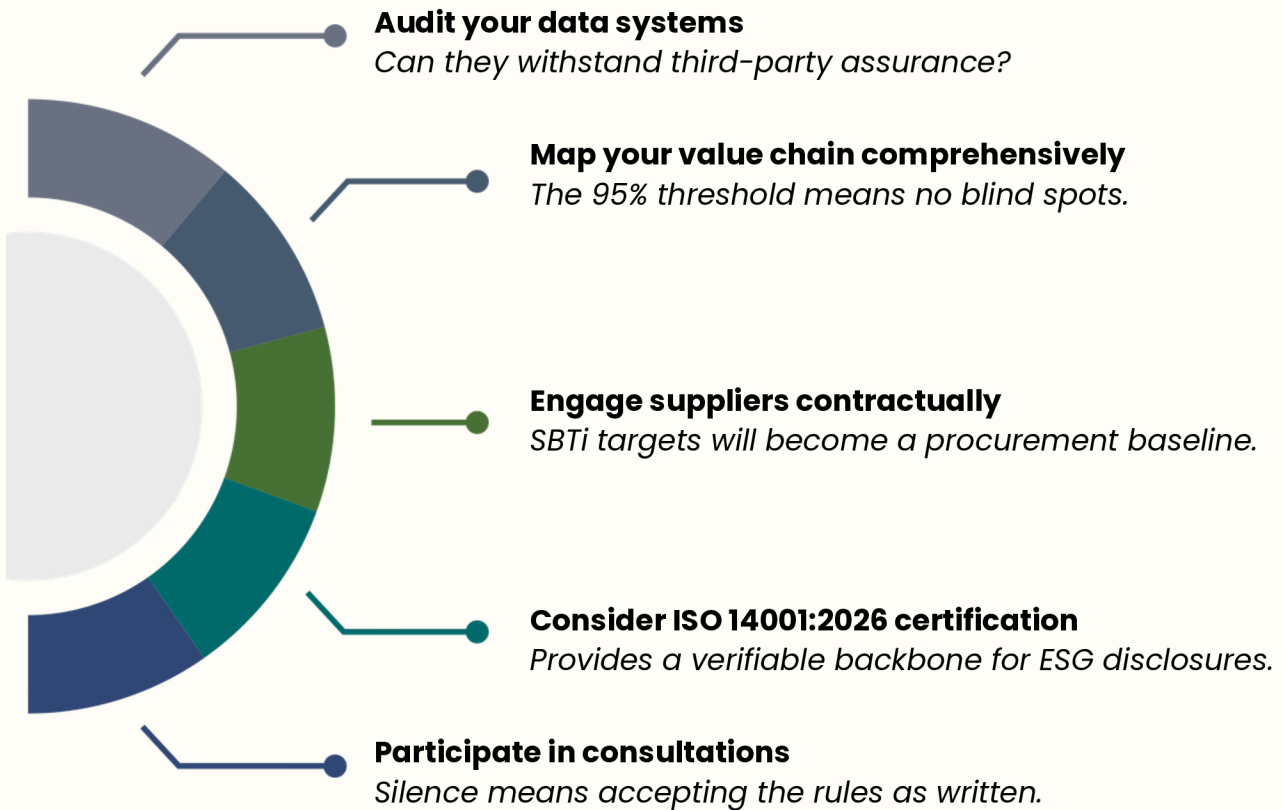 Audit your data systems
Can they withstand third-party assurance?
Map your value chain comprehensively
The 95% threshold means no blind spots.
Engage suppliers contractually
SBTi targets will become a procurement baseline.
Consider ISO 14001:2026 certification
Provides a verifiable backbone for ESG disclosures.
Participate in consultations
Silence means accepting the rules as written.